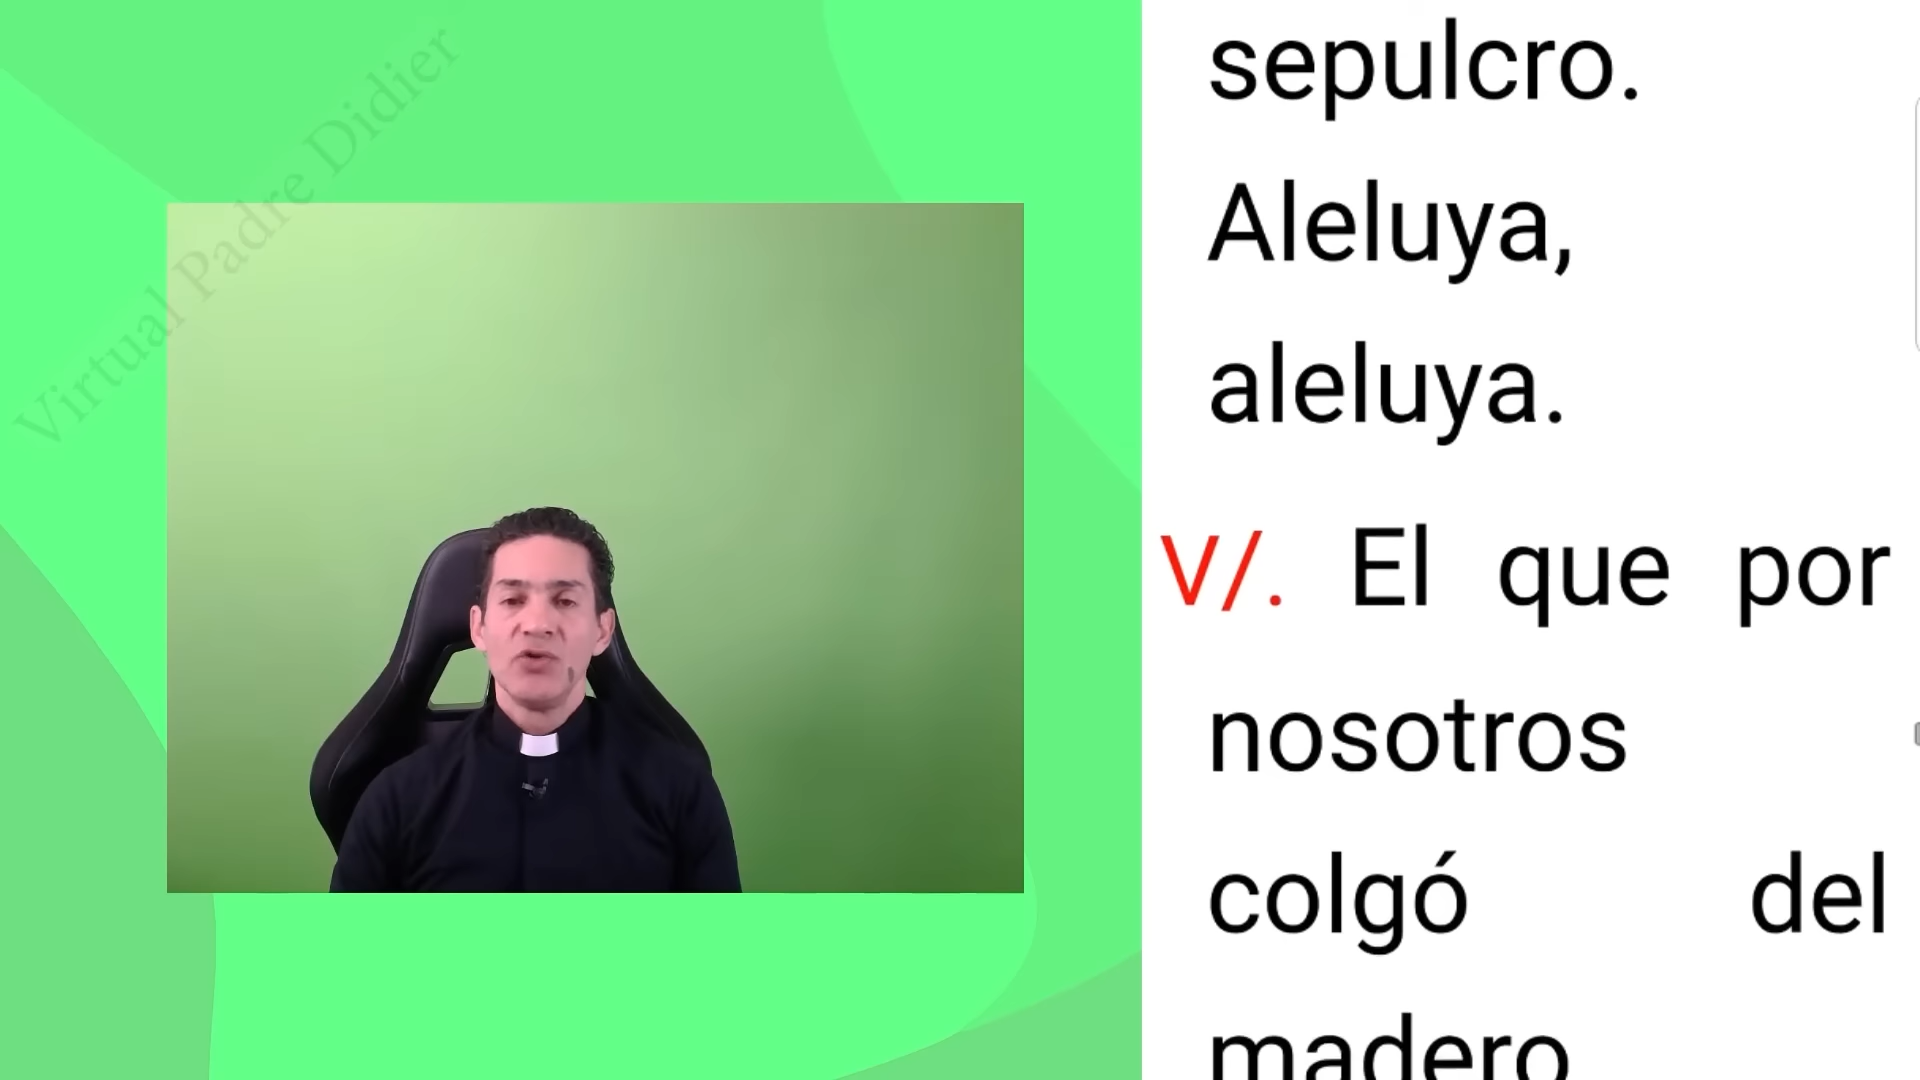 Virtual Padre Didier
sepulcro.
Aleluya,
aleluya.
V/. El que por
nosotros
colgó del
madero